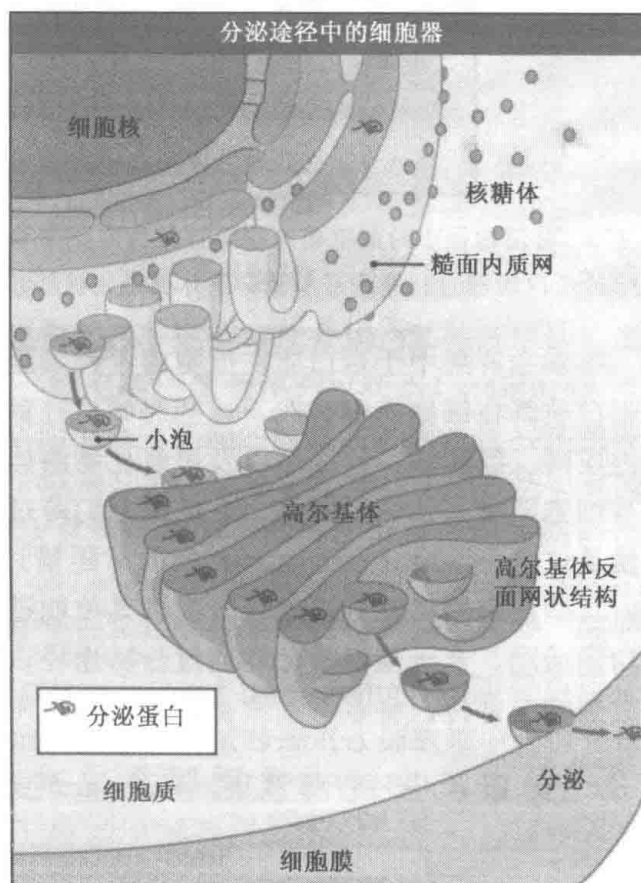 分泌途径中的细胞器
细胞核
核糖体
糙面内质网
小泡
高尔基体
高尔基体反
面网状结构
分泌蛋白
细胞质
分泌
细胞膜